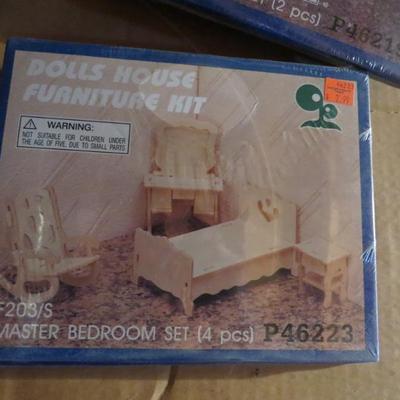 (2 pcs) P46219
DOLLS HOUSE
FURNITURE KIT
WARNING:
NOT SUITABLE FOR CHILDREN UNDER
THE AGE OF FIVE, DUE TO SMALL PARTS
F203/S
MASTER BEDROOM SET (4 pcs) P46223